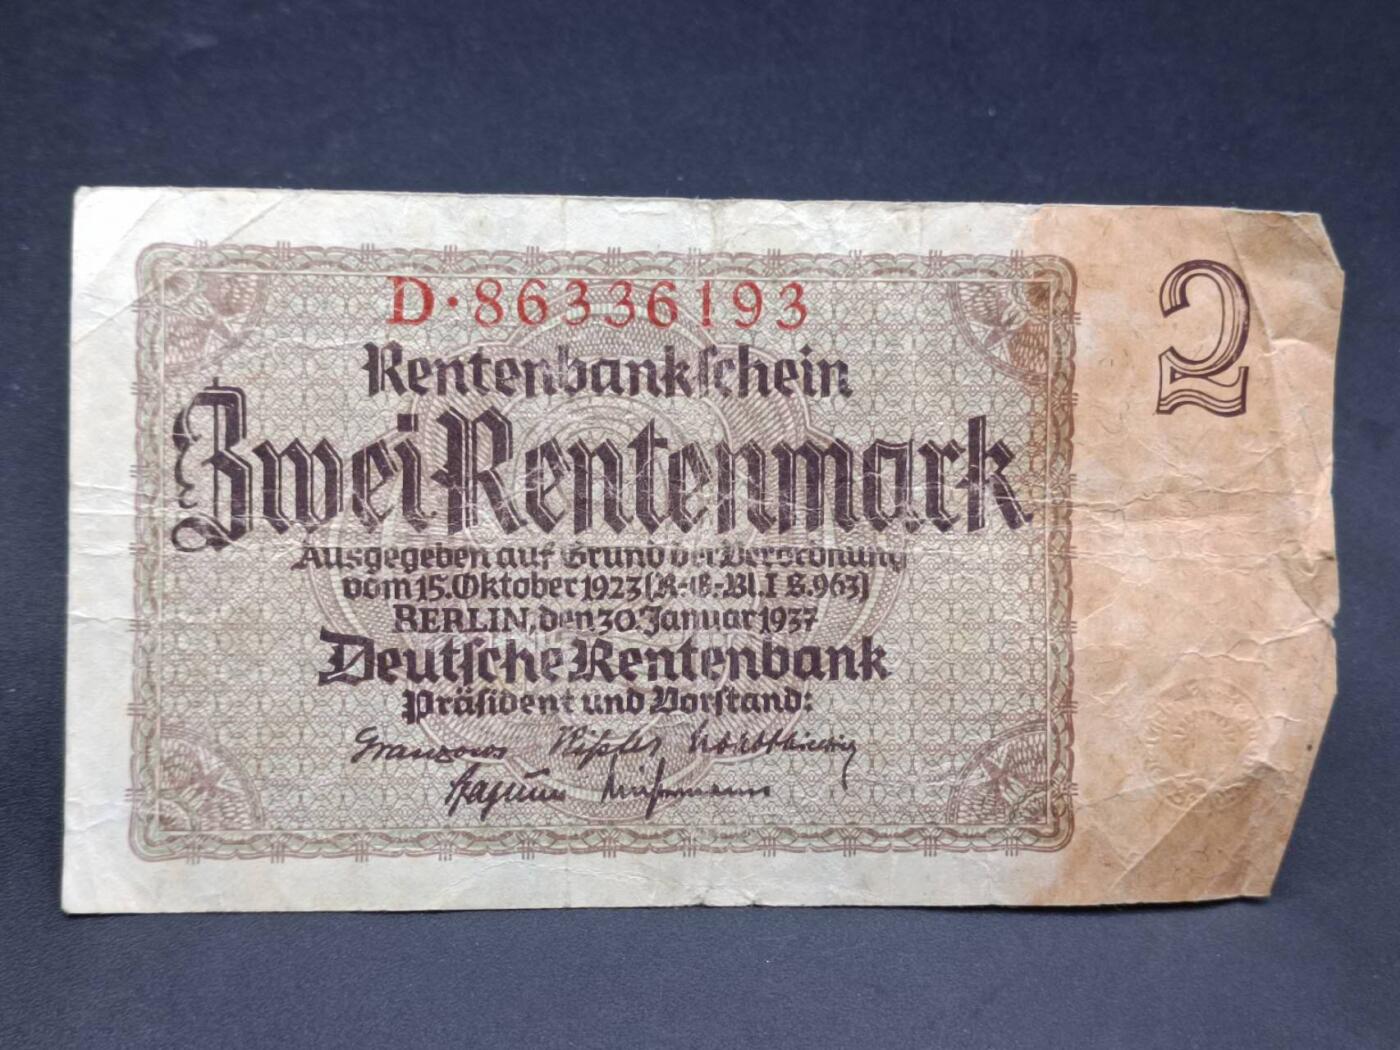 D·86336193
2
Rentenbankschein
Zwei Rentenmark
Ausgegeben auf Grund der Verordnung
vom 15. Oktober 1923 (R.-G.-Bl. I S. 963)
BERLIN, den 30. Januar 1937
Deutsche Rentenbank
Präsident und Vorstand: